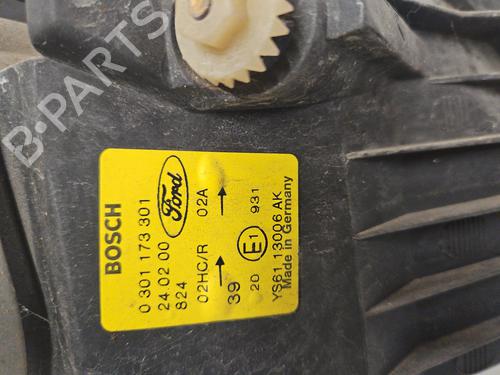 BOSCH
0 301 173 301
24.02 00
824
Ford
02HC/R 02A
39
20 E1 931
YS61 13006 AK
Made in Germany
B-PARTS